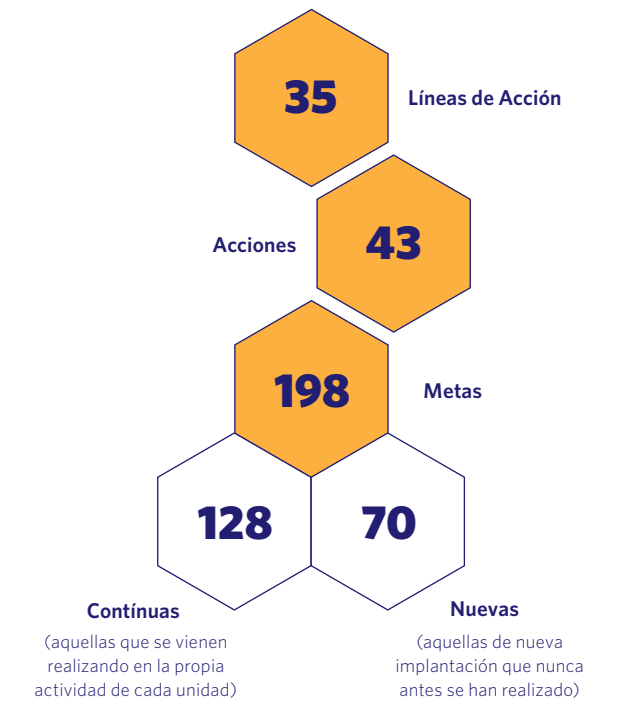 35
Líneas de Acción
Acciones
43
198
Metas
128
70
Contínuas
(aquellas que se vienen
realizando en la propia
actividad de cada unidad)
Nuevas
(aquellas de nueva
implantación que nunca
antes se han realizado)